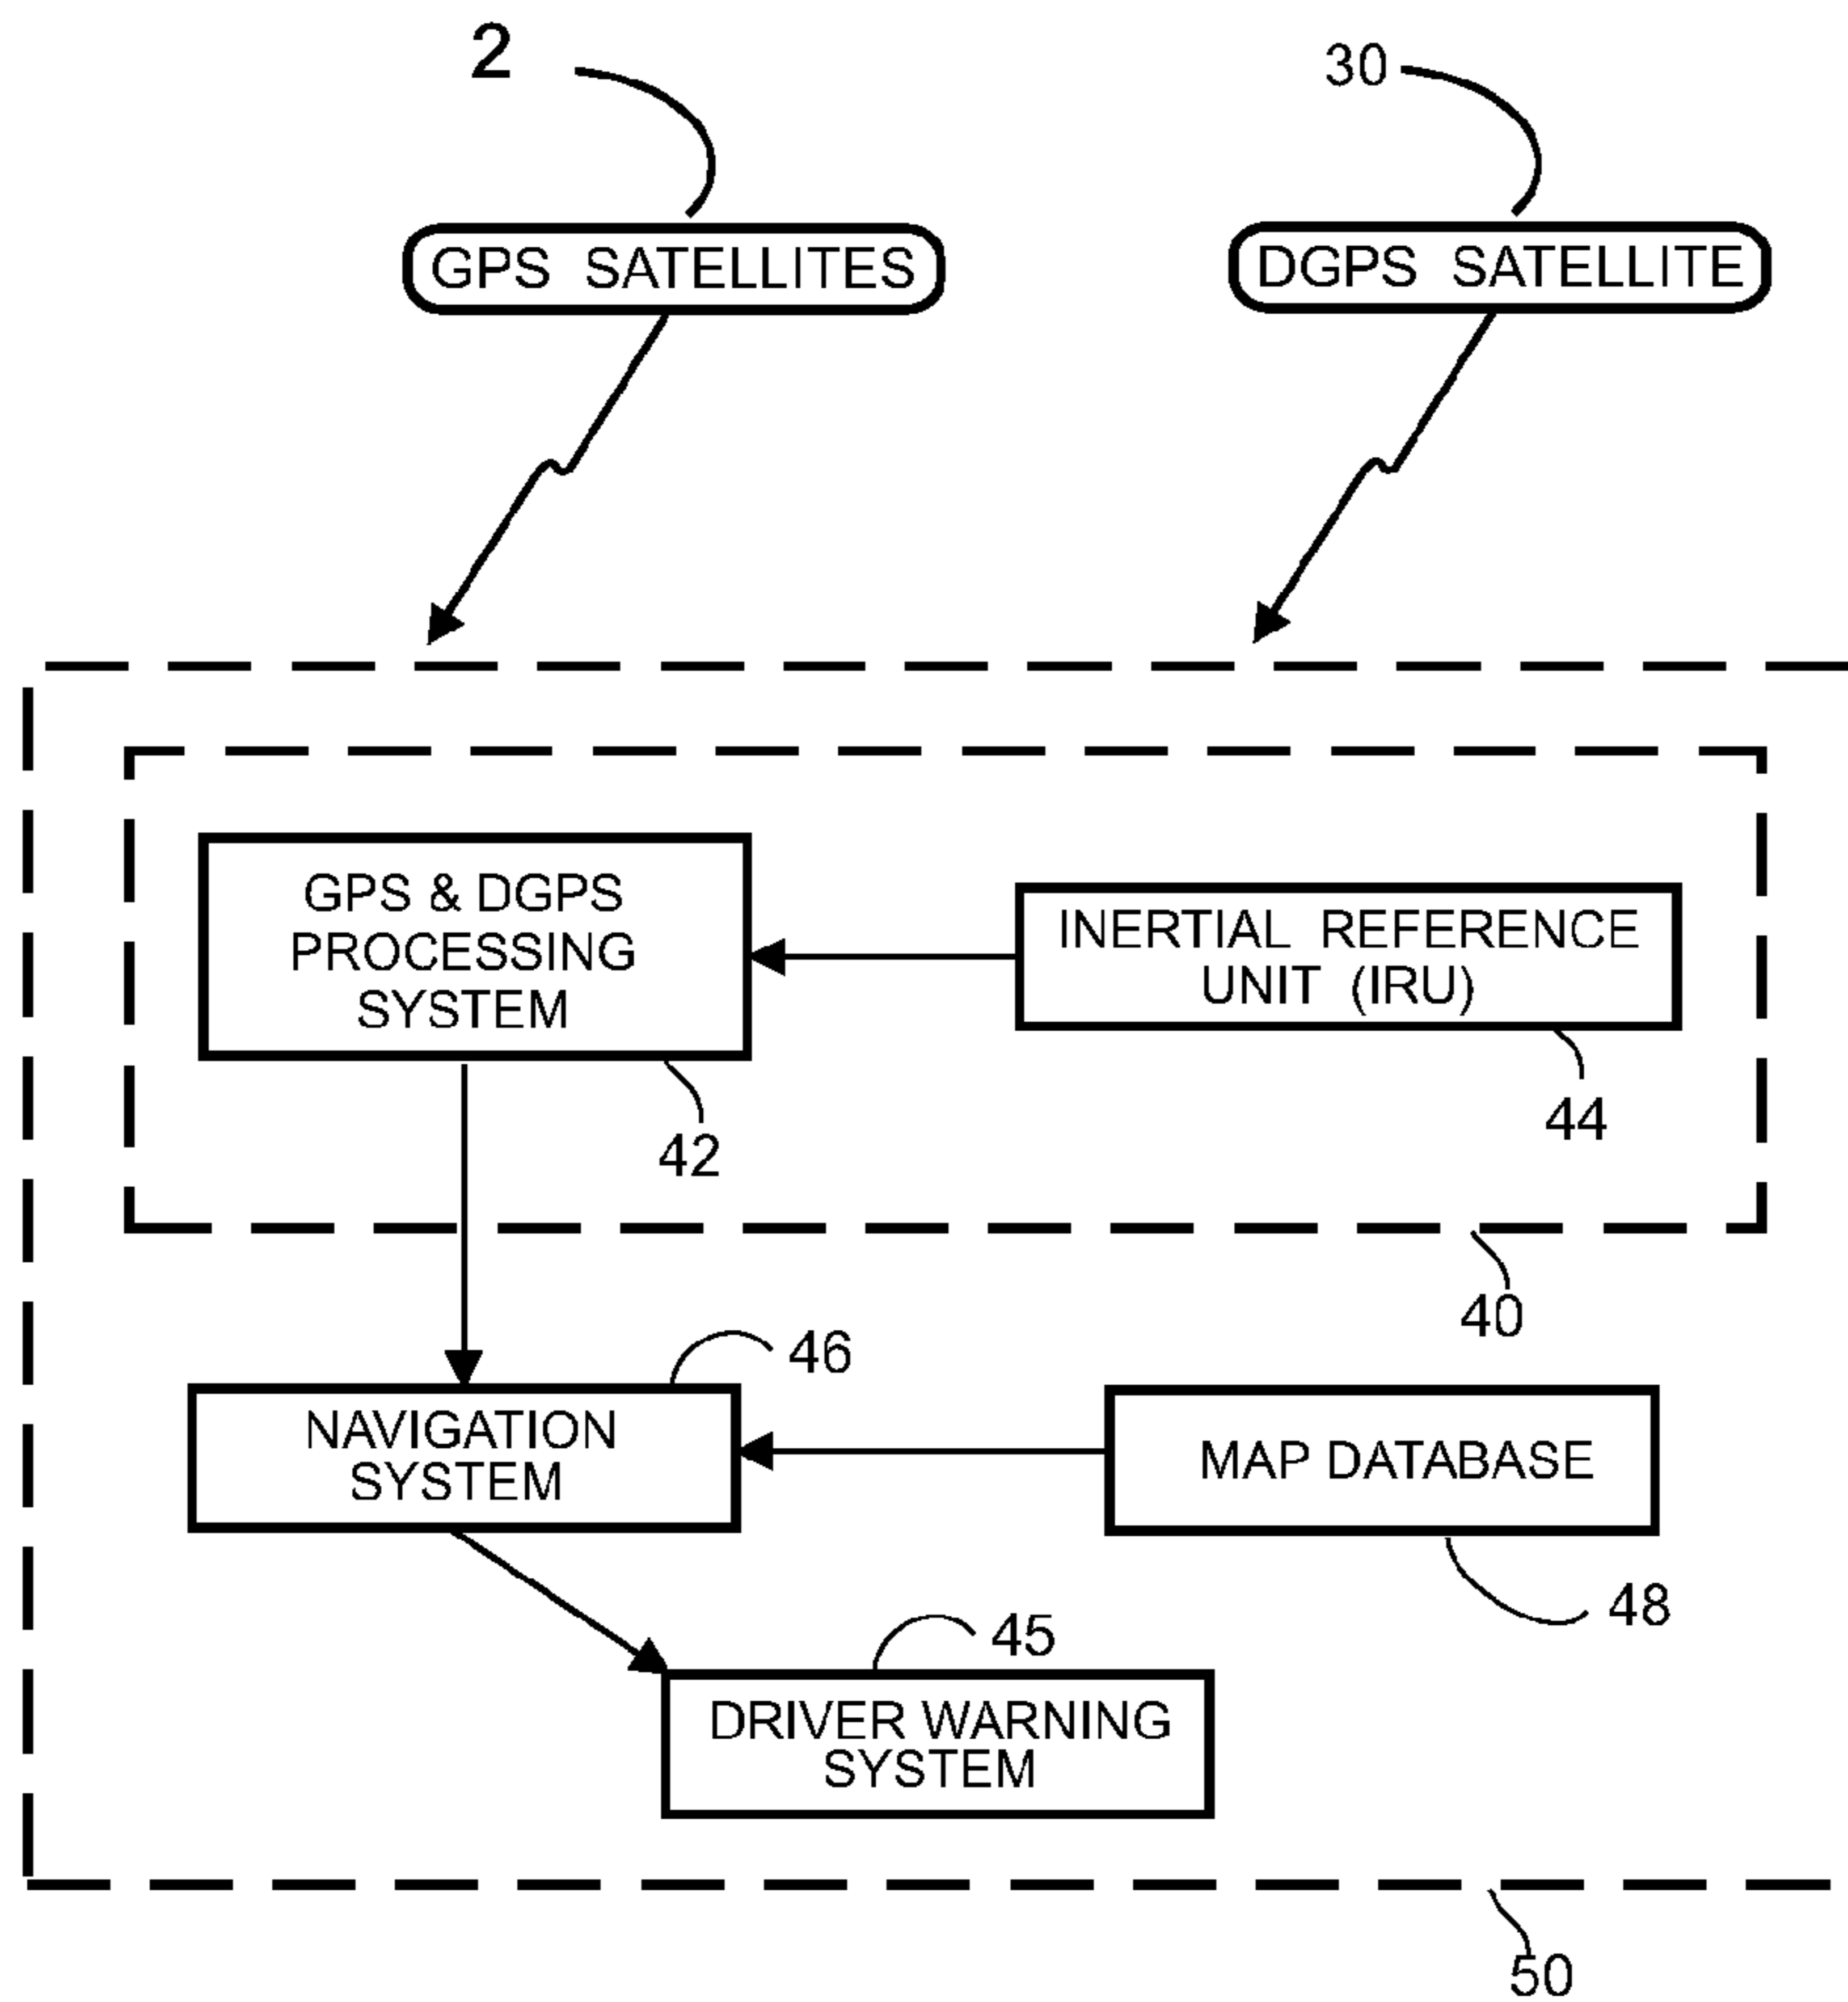 2
30
GPS SATELLITES
DGPS SATELLITE
GPS & DGPS
PROCESSING
SYSTEM
INERTIAL REFERENCE
UNIT (IRU)
42
44
40
46
NAVIGATION
SYSTEM
MAP DATABASE
48
45
DRIVER WARNING
SYSTEM
50